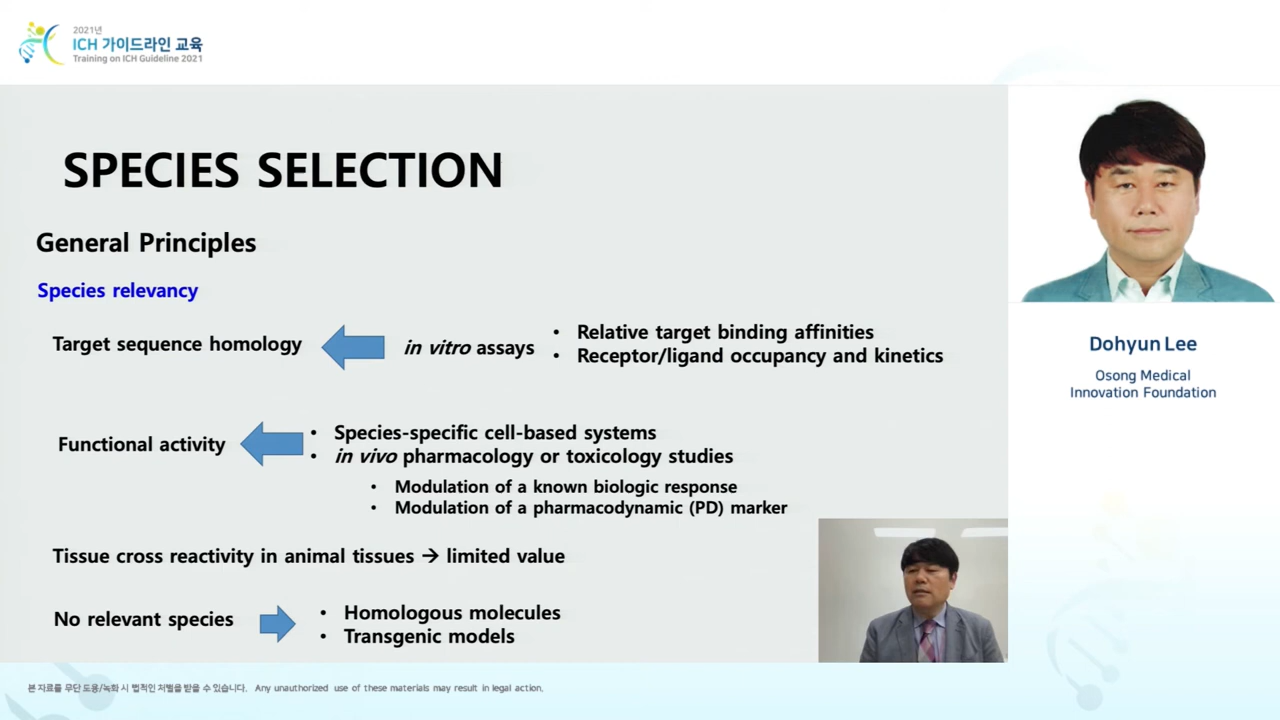 2021년
ICH 가이드라인 교육
Training on ICH Guideline 2021
SPECIES SELECTION
General Principles
Species relevancy
Target sequence homology
in vitro assays
• Relative target binding affinities
• Receptor/ligand occupancy and kinetics
Functional activity
• Species-specific cell-based systems
• in vivo pharmacology or toxicology studies
• Modulation of a known biologic response
• Modulation of a pharmacodynamic (PD) marker
Tissue cross reactivity in animal tissues → limited value
No relevant species
• Homologous molecules
• Transgenic models
Dohyun Lee
Osong Medical
Innovation Foundation
본 자료를 무단 도용/녹화 시 법적인 처벌을 받을 수 있습니다. Any unauthorized use of these materials may result in legal action.